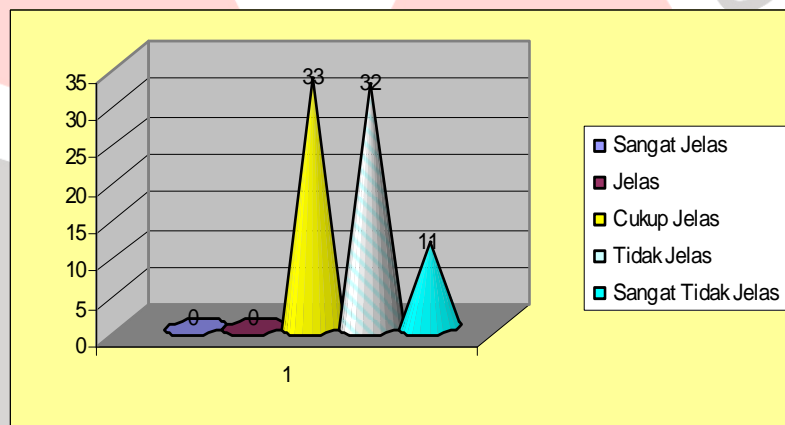 35
30
25
20
15
10
5
0
0
0
33
32
11
1
Sangat Jelas
Jelas
Cukup Jelas
Tidak Jelas
Sangat Tidak Jelas